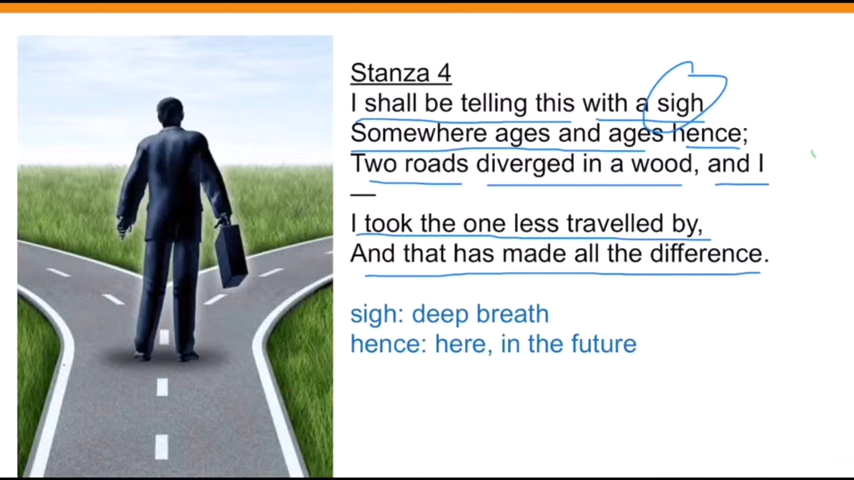 Stanza 4
I shall be telling this with a sigh
Somewhere ages and ages hence;
Two roads diverged in a wood, and I
—
I took the one less travelled by,
And that has made all the difference.
sigh: deep breath
hence: here, in the future